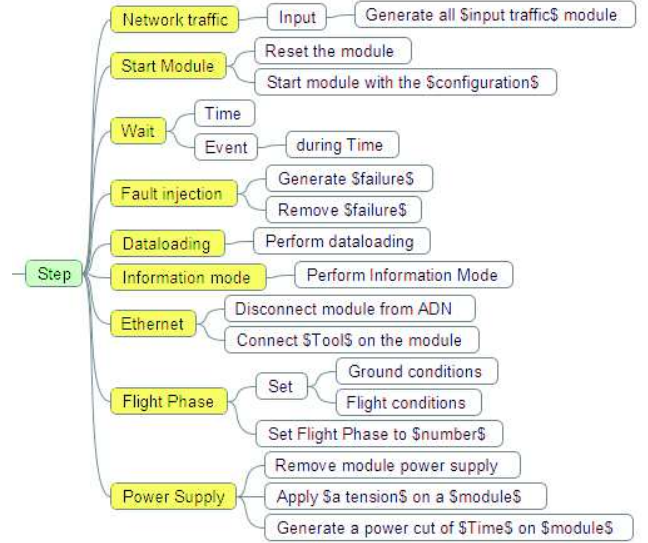 Network traffic
Input
Generate all $input traffic$ module
Start Module
Reset the module
Start module with the $configuration$
Wait
Time
Event
during Time
Fault injection
Generate $failure$
Remove $failure$
Dataloading
Perform dataloading
Step
Information mode
Perform Information Mode
Ethernet
Disconnect module from ADN
Connect $Tool$ on the module
Flight Phase
Set
Ground conditions
Flight conditions
Set Flight Phase to $number$
Power Supply
Remove module power supply
Apply $a tension$ on a $module$
Generate a power cut of $Time$ on $module$